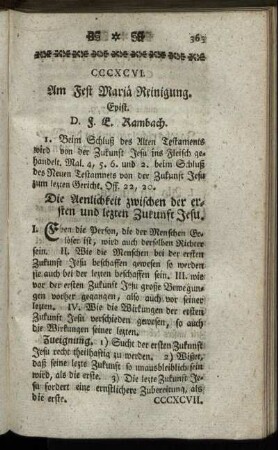 363
CCCXCVI.
Am Fest Mariä Reinigung.
Epist.
D. J. E. Rambach.
1. Beim Schluß des Alten Testaments
wird von der Zukunft Jesu ins Fleisch ge-
handelt, Mal. 4, 5. 6. und 2. beim Schluß
des Neuen Testamnets von der Zukunft Jesu
zum lezten Gericht, Off. 22, 20.
Die Aenlichkeit zwischen der er-
sten und lezten Zukunft Jesu.
I. Eben die Person, die der Menschen Er-
löser ist, wird auch derselben Richter
sein. II. Wie die Menschen bei der ersten
Zukunft Jesu beschaffen gewesen so werden
sie auch bei der lezten beschaffen sein. III. wie
vor der ersten Zukunft Jesu große Bewegun-
gen vorher gegangen, also auch vor seiner
lezten. IV. Wie die Wirkungen der ersten
Zukunft Jesu verschieden gewesen, so auch
die Wirkungen seiner lezten.
Zueignung. 1) Sucht der ersten Zukunft
Jesu recht theilhaftig zu werden. 2) Wißet,
daß seine lezte Zukunft so unausbleiblich sein
wird, als die erste. 3) Die lezte Zukunft Je-
su fordert eine ernstlichere Zubereitung, als
die erste. CCCXCVII.